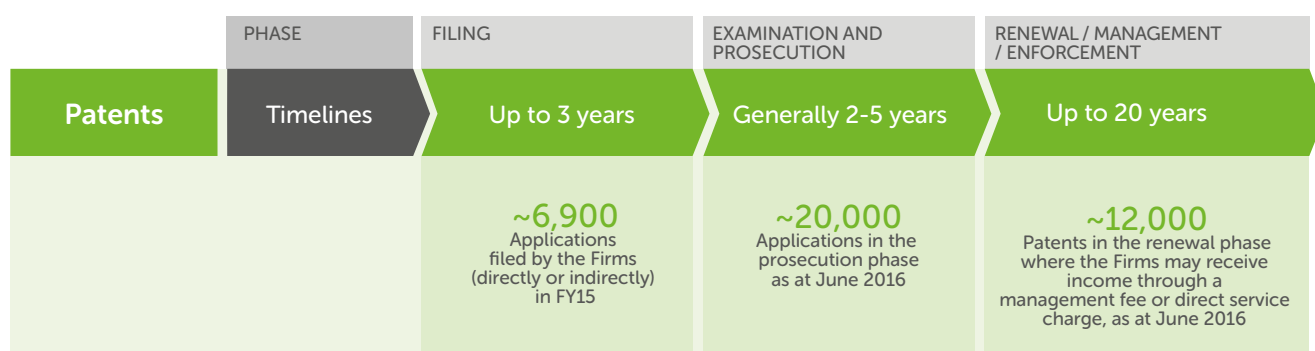 PHASE
FILING
EXAMINATION AND
PROSECUTION
RENEWAL / MANAGEMENT
/ ENFORCEMENT
Patents
Timelines
Up to 3 years
Generally 2-5 years
Up to 20 years
~6,900
Applications
filed by the Firms
(directly or indirectly)
in FY15
~20,000
Applications in the
prosecution phase
as at June 2016
~12,000
Patents in the renewal phase
where the Firms may receive
income through a
management fee or direct service
charge, as at June 2016